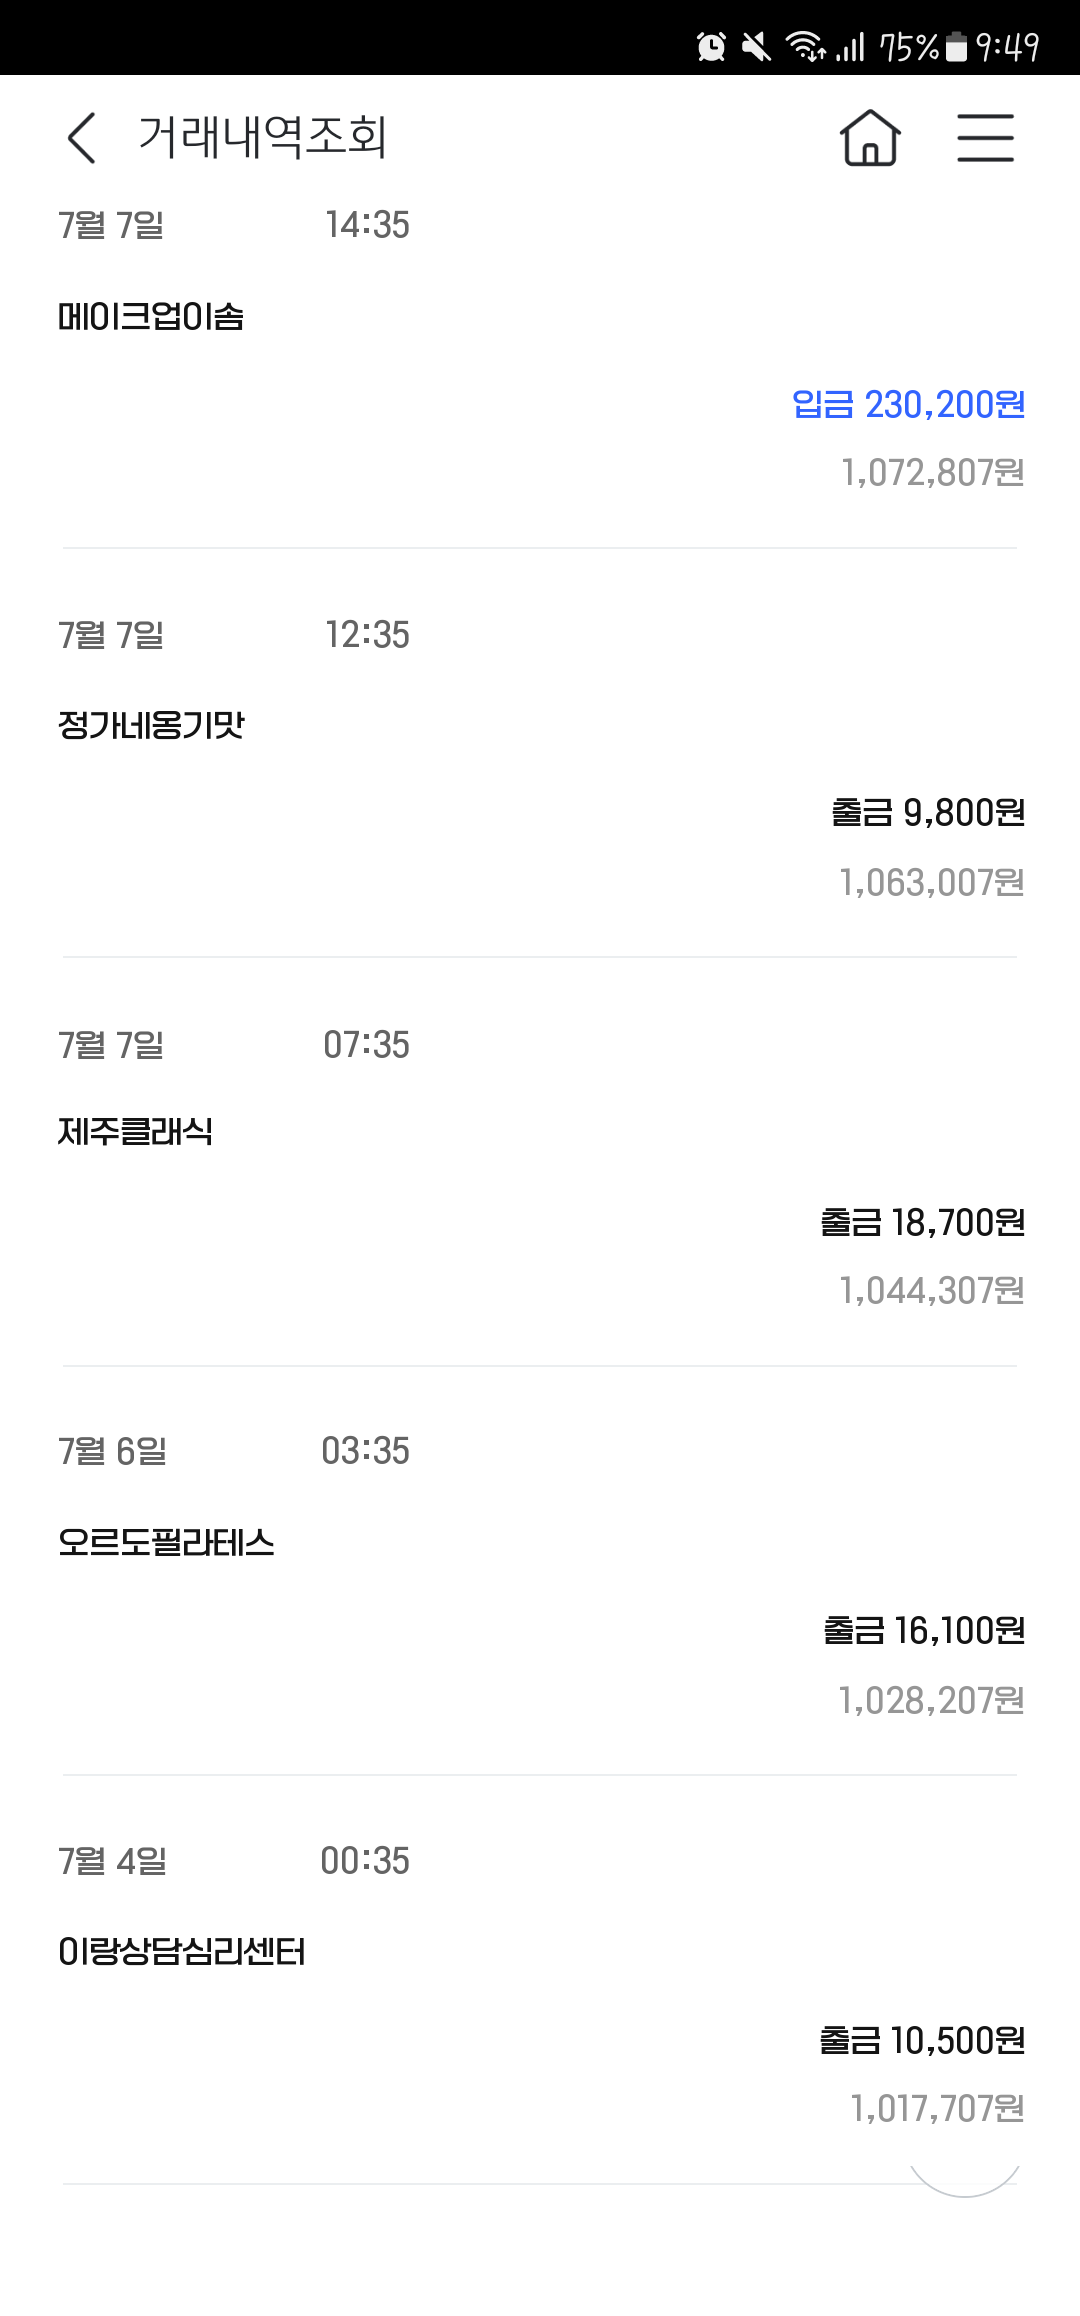 75% 9:49
거래내역조회
7월 7일 14:35
메이크업이솜
입금 230,200원
1,072,807원
7월 7일 12:35
정가네옹기맛
출금 9,800원
1,063,007원
7월 7일 07:35
제주클래식
출금 18,700원
1,044,307원
7월 6일 03:35
오르도필라테스
출금 16,100원
1,028,207원
7월 4일 00:35
이랑상담심리센터
출금 10,500원
1,017,707원